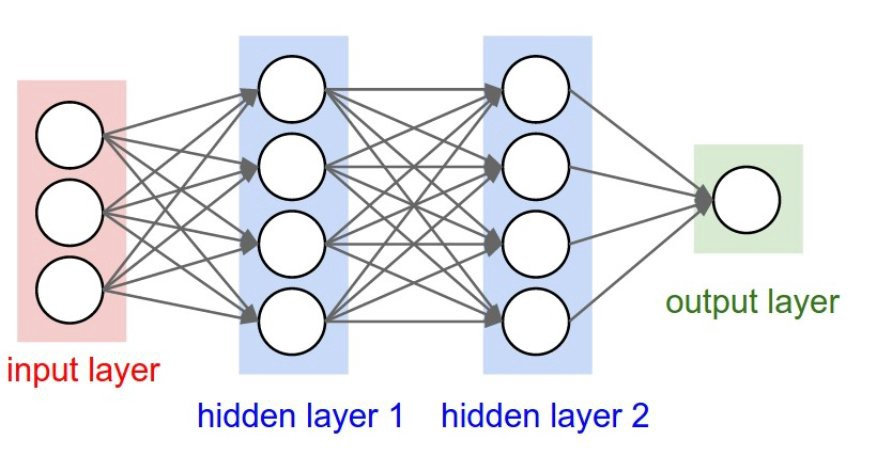 input layer
hidden layer 1
hidden layer 2
output layer